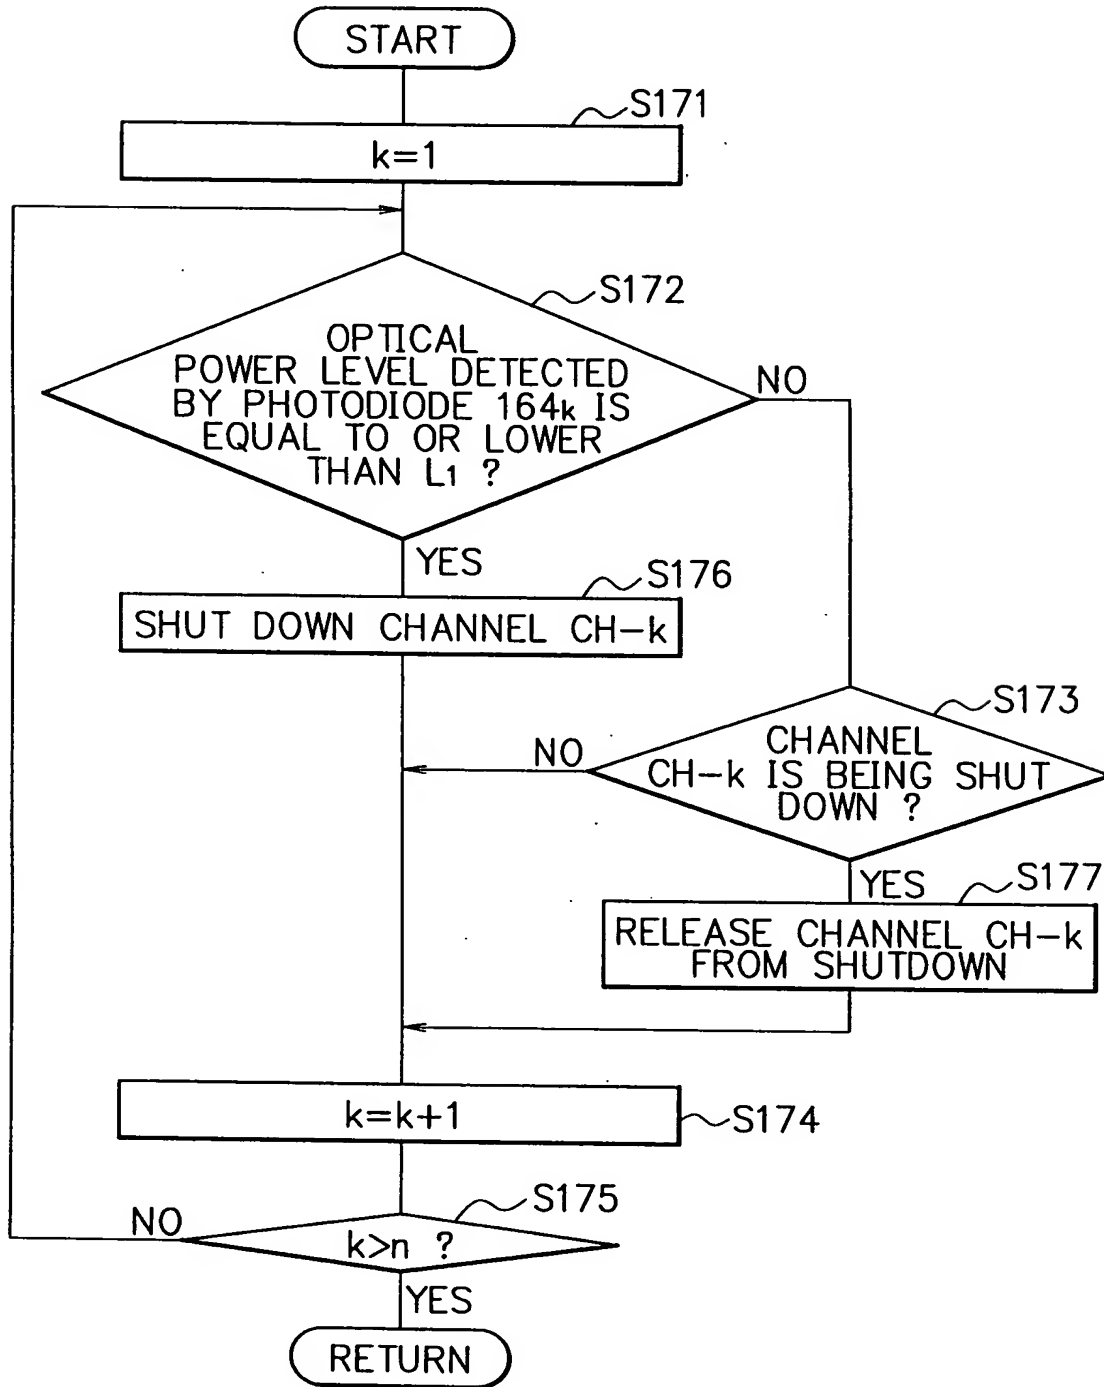 START
S171
k=1
S172
OPTICAL
POWER LEVEL DETECTED
BY PHOTODIODE 164k IS
EQUAL TO OR LOWER
THAN L1 ?
NO
YES
S176
SHUT DOWN CHANNEL CH-k
S173
CHANNEL
CH-k IS BEING SHUT
DOWN ?
NO
YES
S177
RELEASE CHANNEL CH-k
FROM SHUTDOWN
k=k+1
S174
S175
k>n ?
NO
YES
RETURN